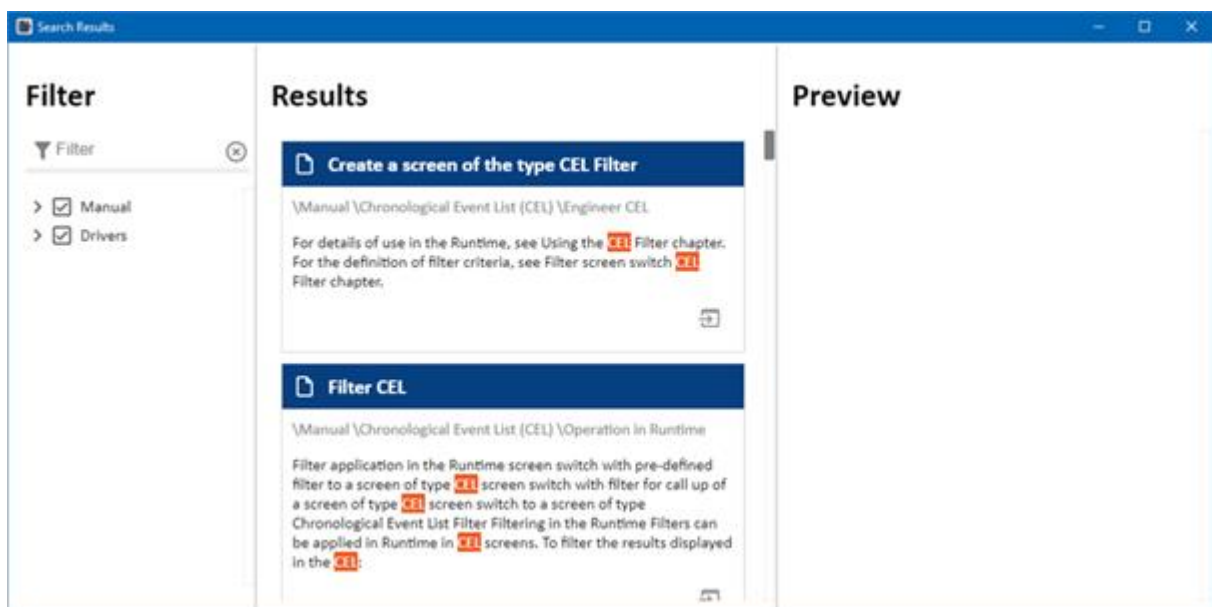 Search Results
Filter
Filter
Manual
Drivers
Results
Create a screen of the type CEL Filter
\Manual \Chronological Event List (CEL) \Engineer CEL
For details of use in the Runtime, see Using the CEL Filter chapter.
For the definition of filter criteria, see Filter screen switch CEL
Filter chapter.
Filter CEL
\Manual \Chronological Event List (CEL) \Operation in Runtime
Filter application in the Runtime screen switch with pre-defined
filter to a screen of type CEL screen switch with filter for call up of
a screen of type CEL screen switch to a screen of type
Chronological Event List Filter Filtering in the Runtime Filters can
be applied in Runtime in CEL screens. To filter the results displayed
in the CEL:
Preview